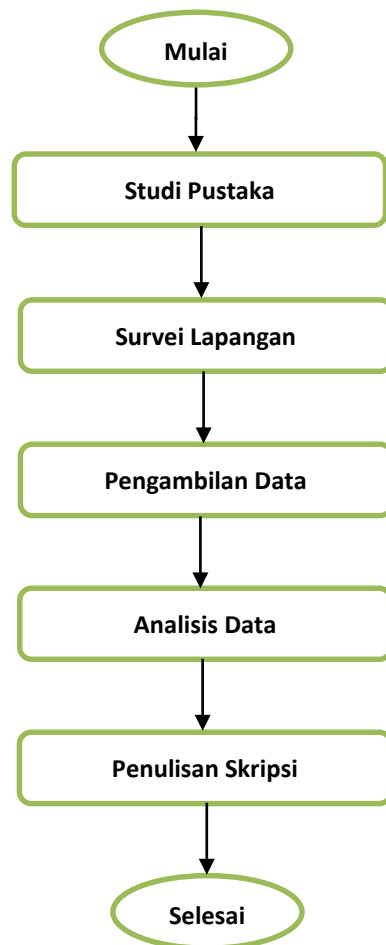 Mulai
Studi Pustaka
Survei Lapangan
Pengambilan Data
Analisis Data
Penulisan Skripsi
Selesai